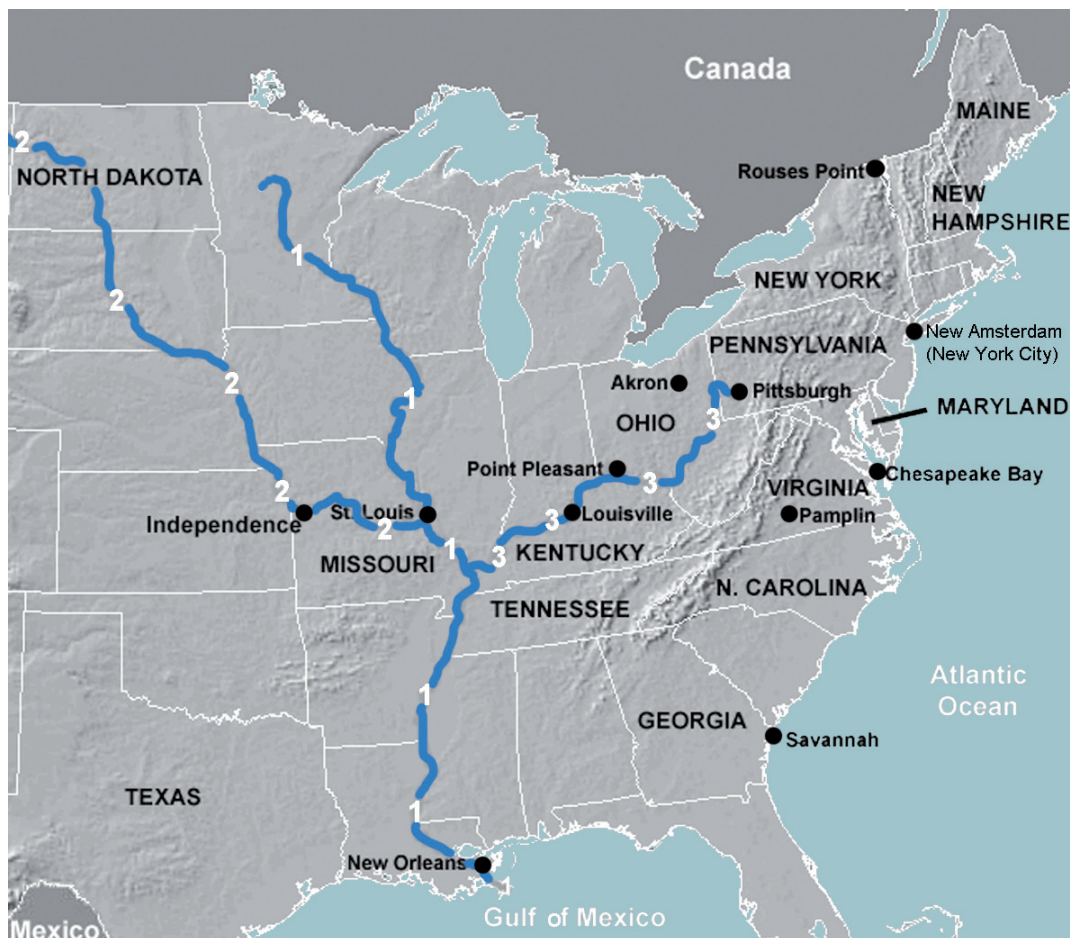 Canada
MAINE
2
Rouses Point
NORTH DAKOTA
NEW
HAMPSHIRE
1
NEW YORK
2
New Amsterdam
(New York City)
PENNSYLVANIA
2
Akron
Pittsburgh
1
MARYLAND
OHIO
3
Point Pleasant
Chesapeake Bay
3
VIRGINIA
2
Independence
St. Louis
Louisville
Pamplin
2
3
1
KENTUCKY
3
MISSOURI
N. CAROLINA
TENNESSEE
Atlantic
Ocean
1
GEORGIA
Savannah
TEXAS
1
New Orleans
1
Gulf of Mexico
Mexico